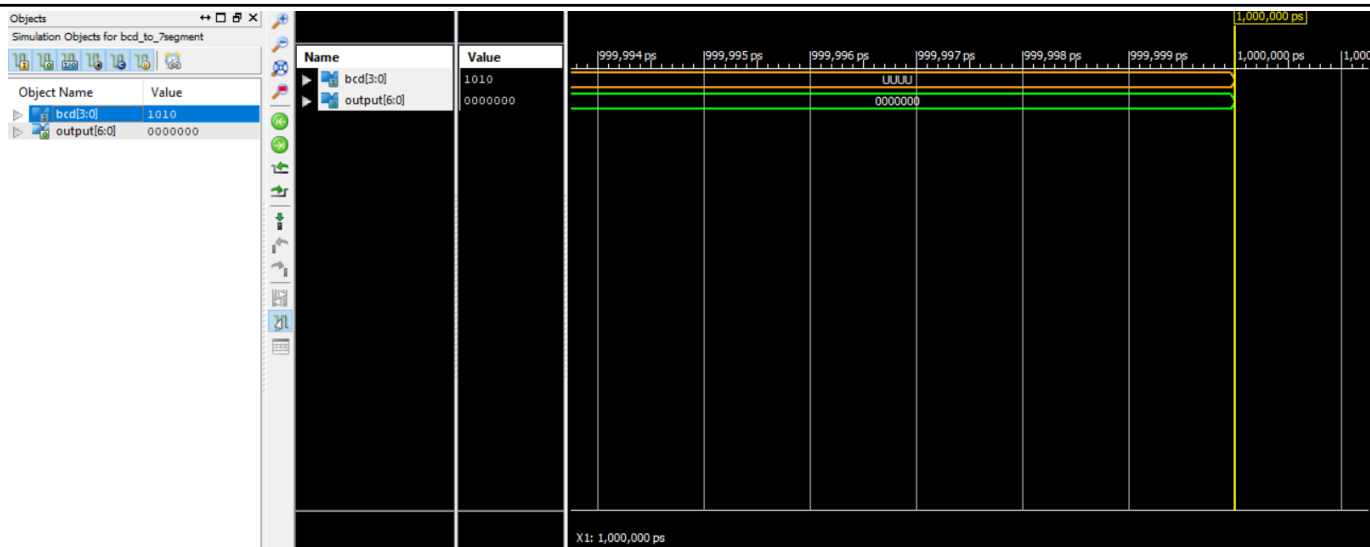 Objects
Simulation Objects for bcd_to_7segment
Object Name Value
bcd[3:0] 1010
output[6:0] 0000000
Name Value
bcd[3:0] 1010
output[6:0] 0000000
1,000,000 ps
999,994 ps 999,995 ps 999,996 ps 999,997 ps 999,998 ps 999,999 ps 1,000,000 ps 1,000
UUUU
0000000
X1: 1,000,000 ps